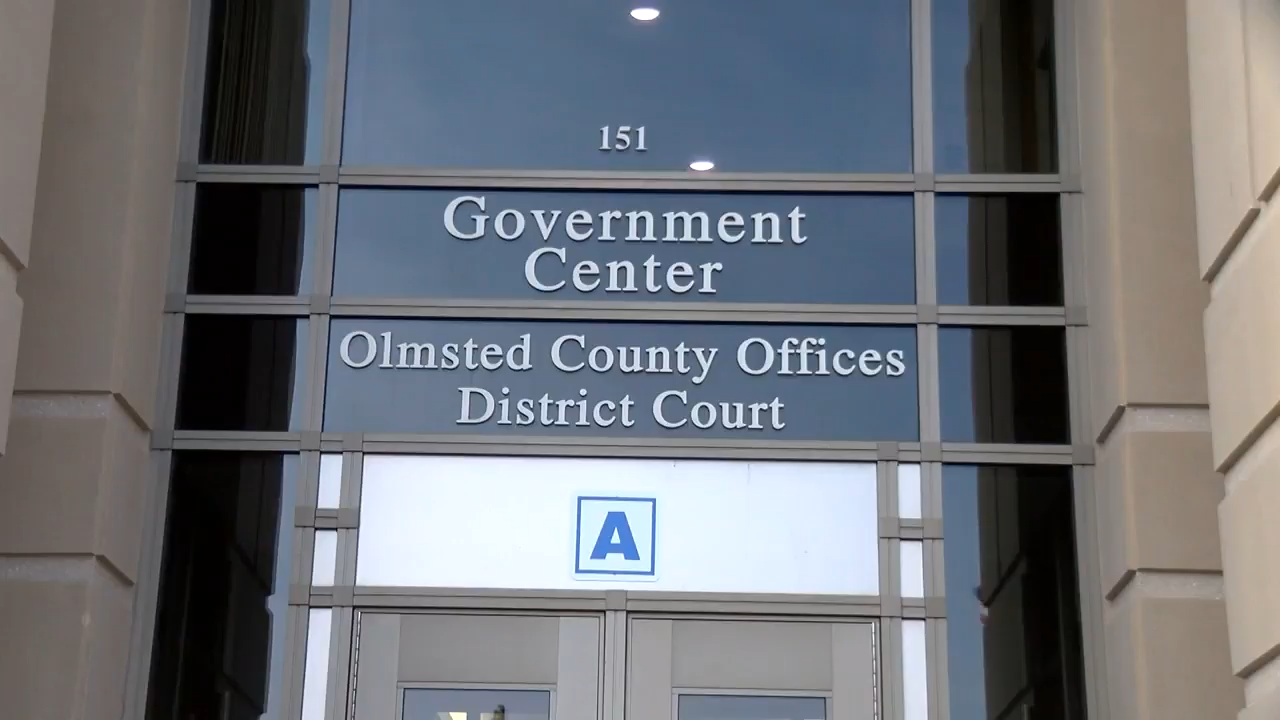 151
Government
Center
Olmsted County Offices
District Court
A